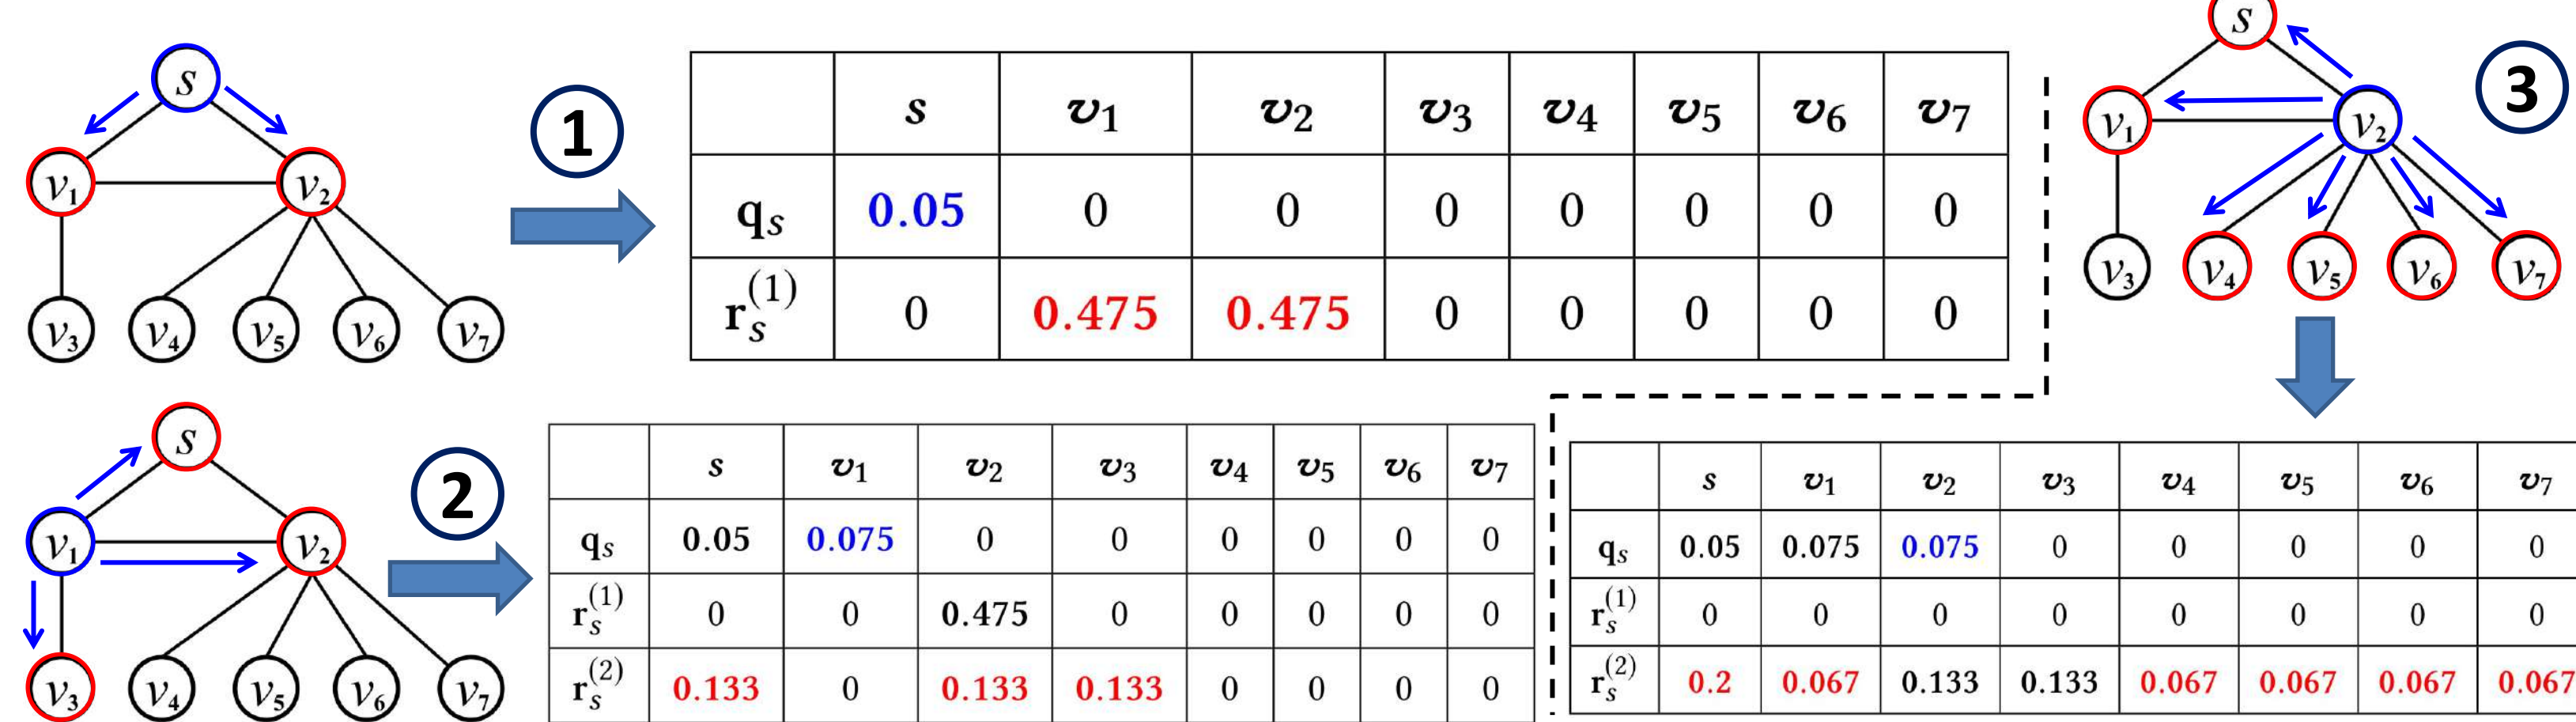 s
v1 v2
v3 v4 v5 v6 v7
1
s v1 v2 v3 v4 v5 v6 v7
qs 0.05 0 0 0 0 0 0 0
rs(1) 0 0.475 0.475 0 0 0 0 0
s
v1 v2
v3 v4 v5 v6 v7
2
s v1 v2 v3 v4 v5 v6 v7
qs 0.05 0.075 0 0 0 0 0 0
rs(1) 0 0 0.475 0 0 0 0 0
rs(2) 0.133 0 0.133 0.133 0 0 0 0
s
v1 v2
v3 v4 v5 v6 v7
3
s v1 v2 v3 v4 v5 v6 v7
qs 0.05 0.075 0.075 0 0 0 0 0
rs(1) 0 0 0 0 0 0 0 0
rs(2) 0.2 0.067 0.133 0.133 0.067 0.067 0.067 0.067